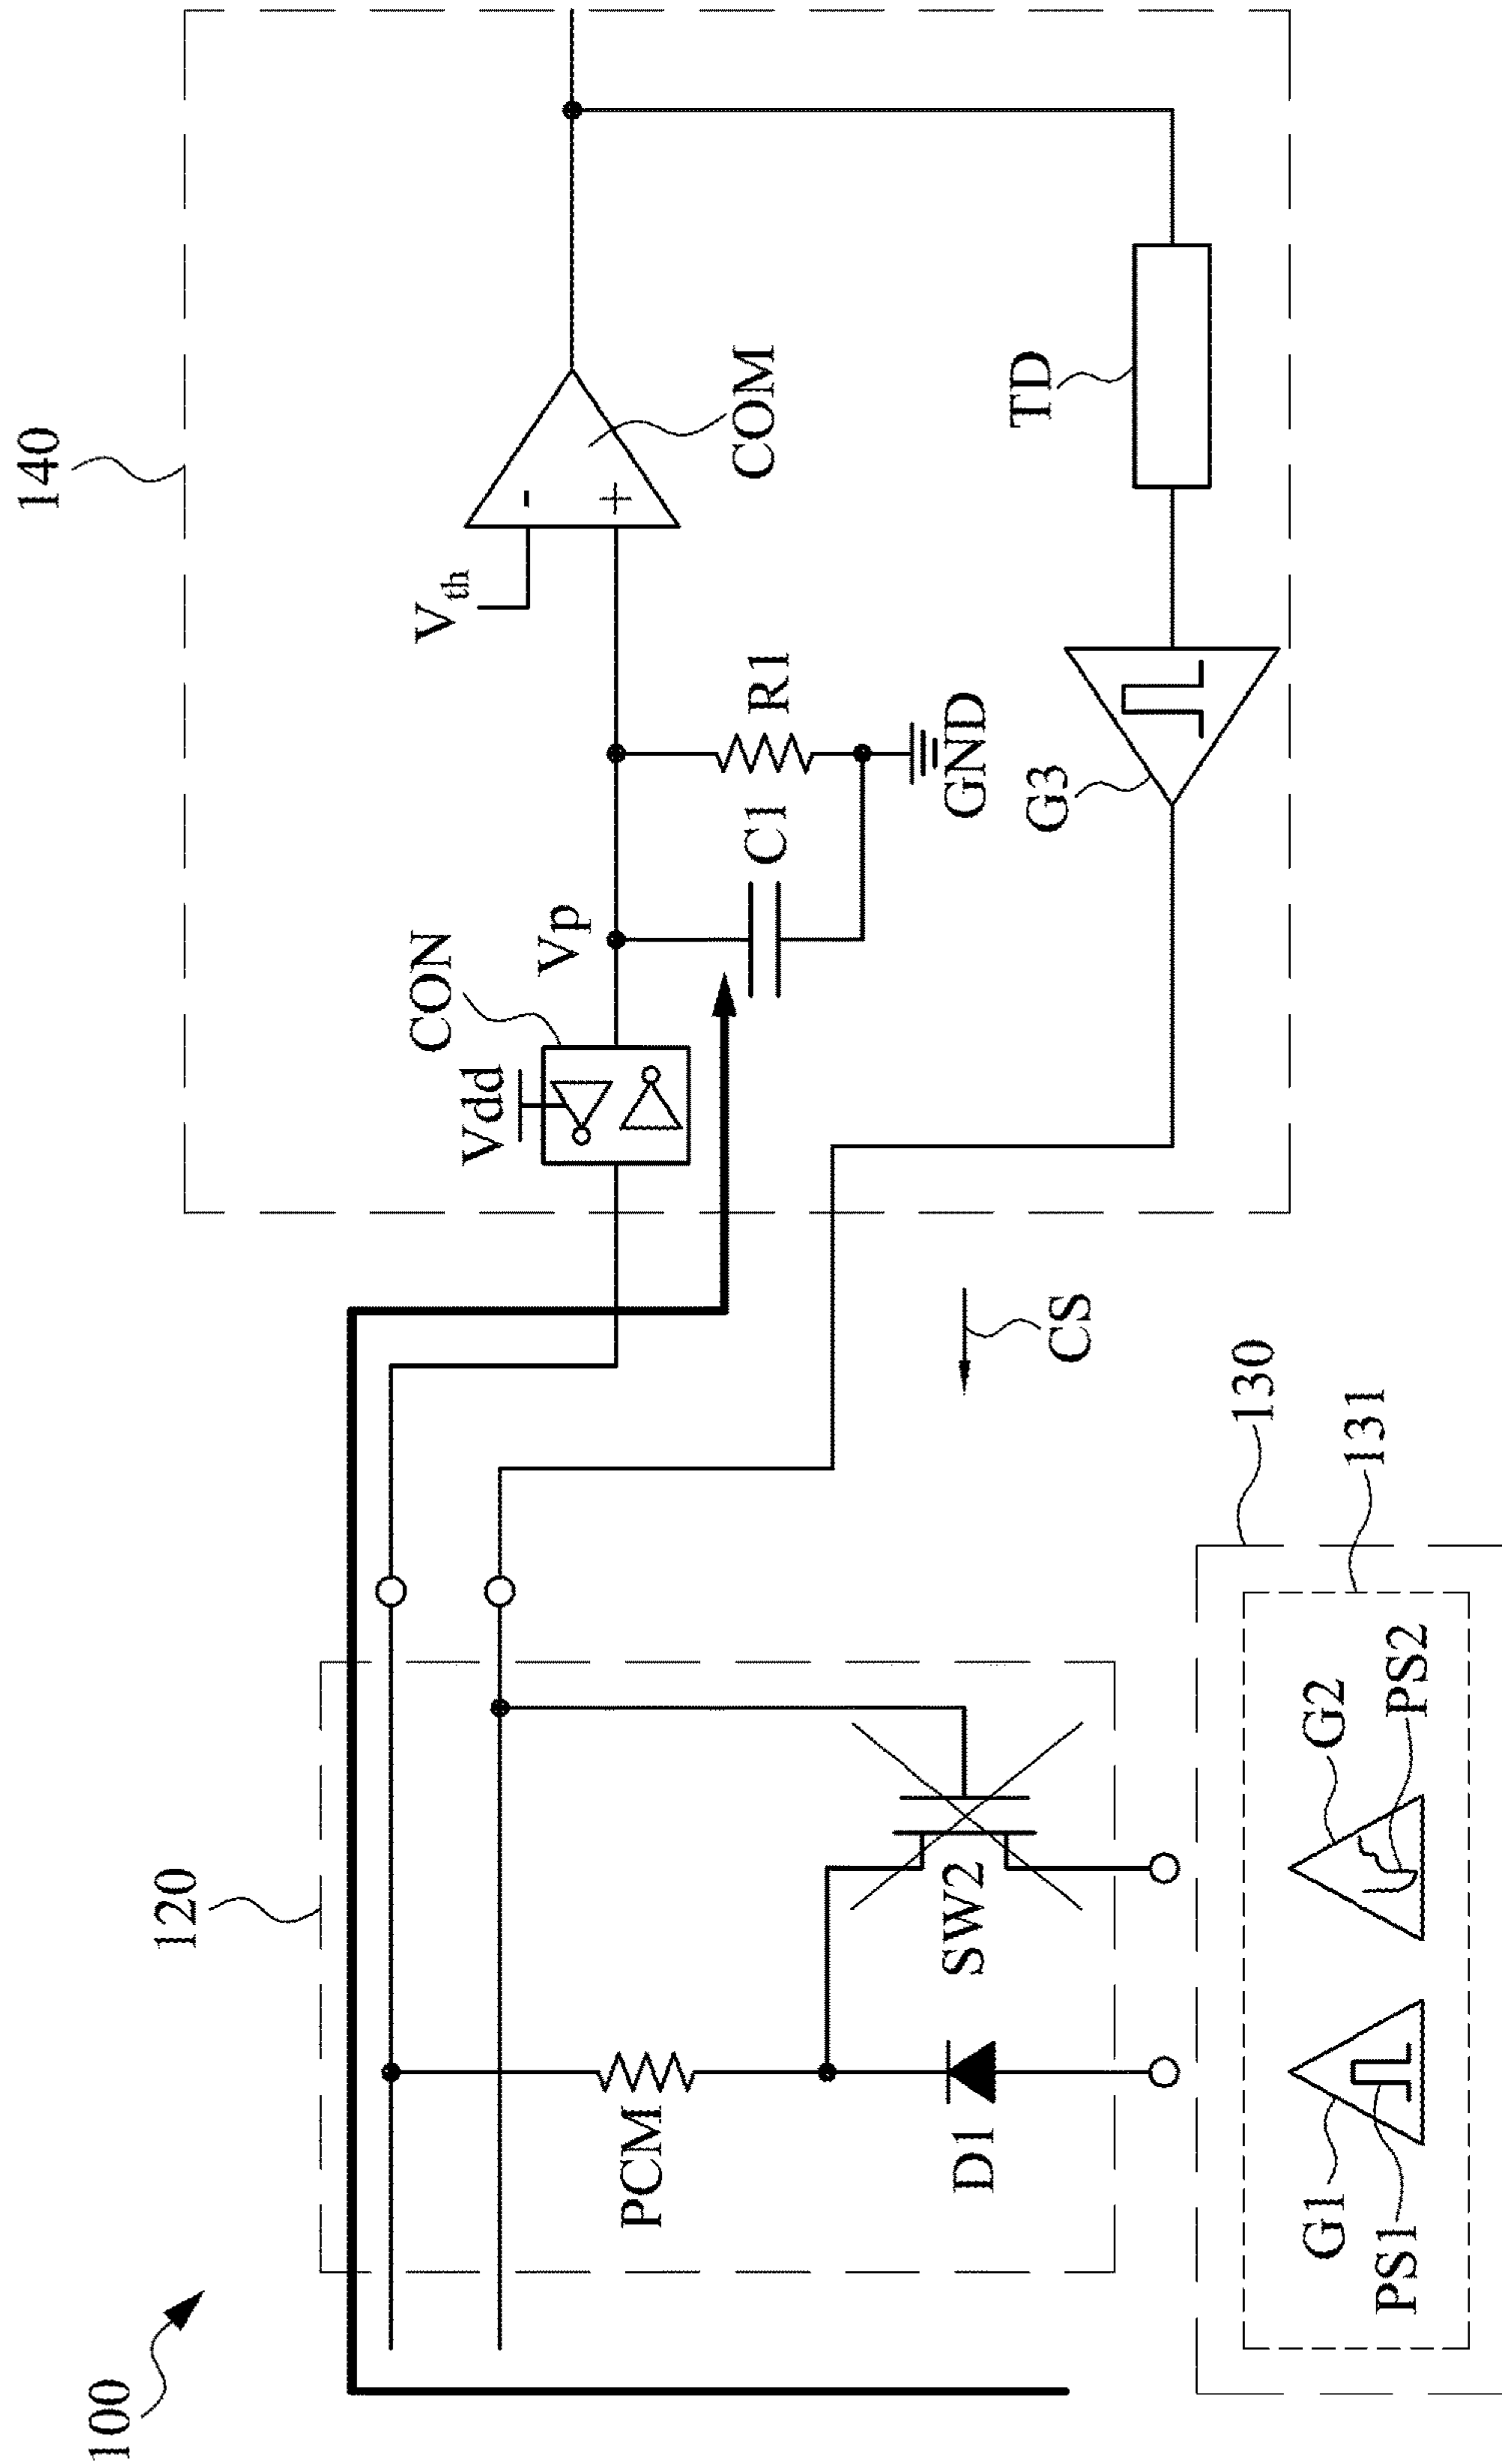 100
120
140
Vdd
CON
Vp
Vth
-
+
COM
C1
R1
GND
TD
G3
CS
PCM
D1
SW2
130
131
G1
PS1
G2
PS2